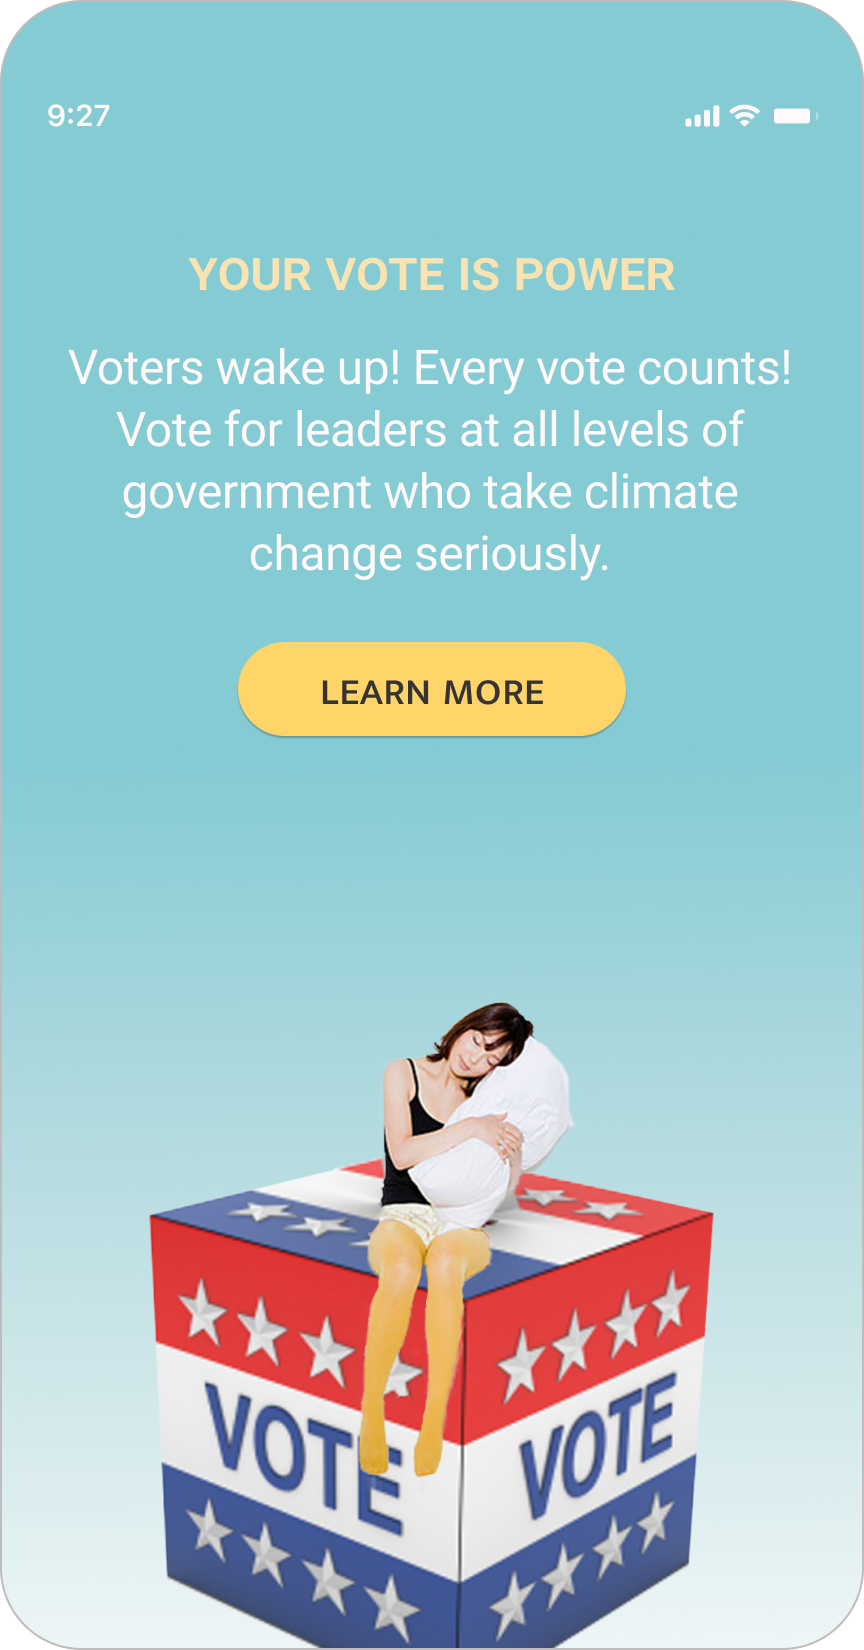 9:27
YOUR VOTE IS POWER
Voters wake up! Every vote counts!
Vote for leaders at all levels of
government who take climate
change seriously.
LEARN MORE
VOTE
VOTE